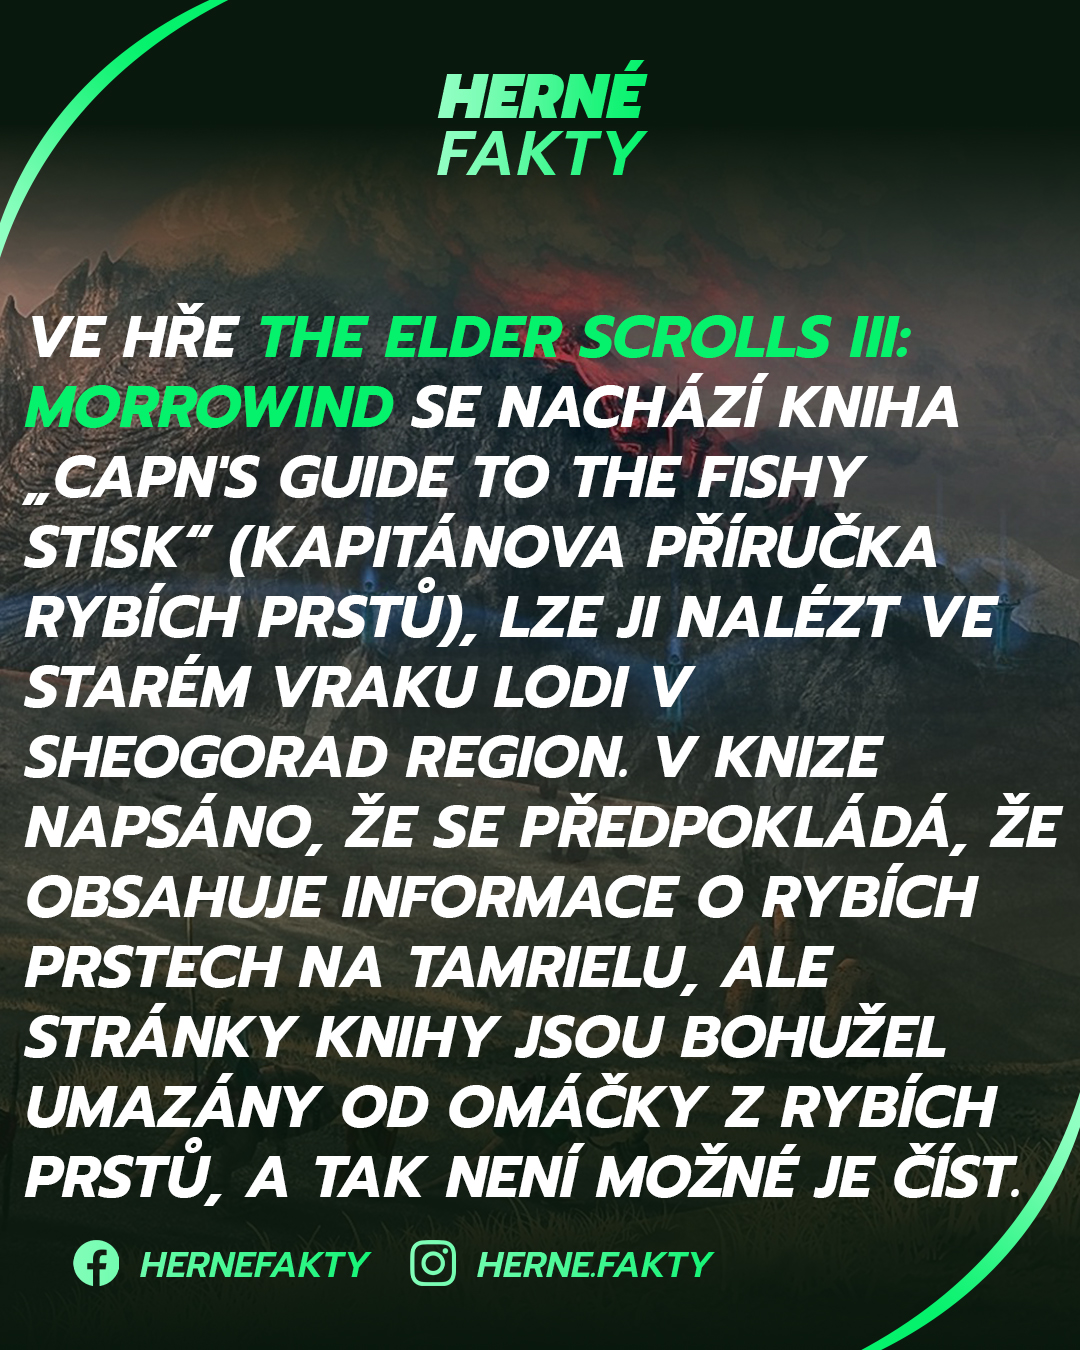 HERNÉ
FAKTY
VE HŘE THE ELDER SCROLLS III:
MORROWIND SE NACHÁZÍ KNIHA
„CAPN'S GUIDE TO THE FISHY
STISK“ (KAPITÁNOVA PŘÍRUČKA
RYBÍCH PRSTŮ), LZE JI NALÉZT VE
STARÉM VRAKU LODI V
SHEOGORAD REGION. V KNIZE
NAPSÁNO, ŽE SE PŘEDPOKLÁDÁ, ŽE
OBSAHUJE INFORMACE O RYBÍCH
PRSTECH NA TAMRIELU, ALE
STRÁNKY KNIHY JSOU BOHUŽEL
UMAZÁNY OD OMÁČKY Z RYBÍCH
PRSTŮ, A TAK NENÍ MOŽNÉ JE ČÍST.
HERNEFAKTY HERNE.FAKTY